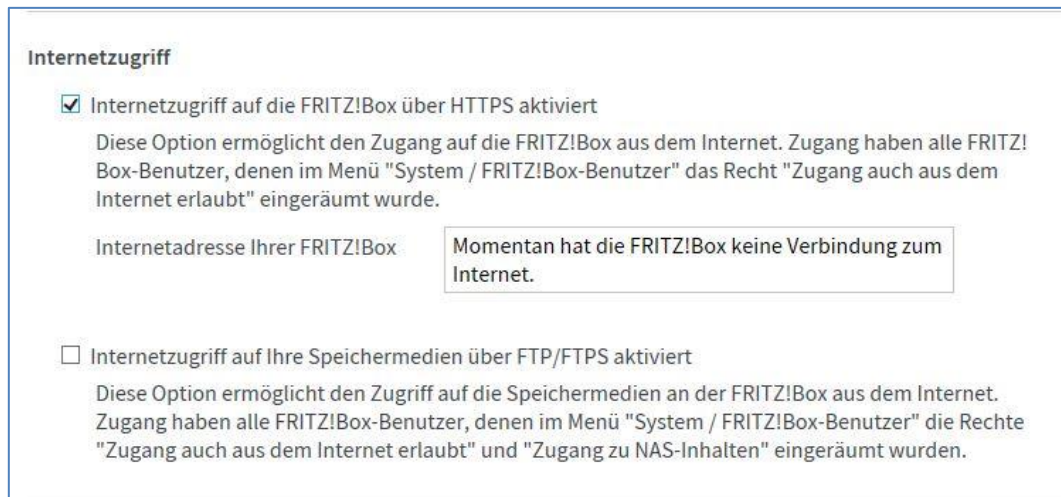 Internetzugriff
Internetzugriff auf die FRITZ!Box über HTTPS aktiviert
Diese Option ermöglicht den Zugang auf die FRITZ!Box aus dem Internet. Zugang haben alle FRITZ!
Box-Benutzer, denen im Menü "System / FRITZ!Box-Benutzer" das Recht "Zugang auch aus dem
Internet erlaubt" eingeräumt wurde.
Internetadresse Ihrer FRITZ!Box
Momentan hat die FRITZ!Box keine Verbindung zum
Internet.
Internetzugriff auf Ihre Speichermedien über FTP/FTPS aktiviert
Diese Option ermöglicht den Zugriff auf die Speichermedien an der FRITZ!Box aus dem Internet.
Zugang haben alle FRITZ!Box-Benutzer, denen im Menü "System / FRITZ!Box-Benutzer" die Rechte
"Zugang auch aus dem Internet erlaubt" und "Zugang zu NAS-Inhalten" eingeräumt wurden.